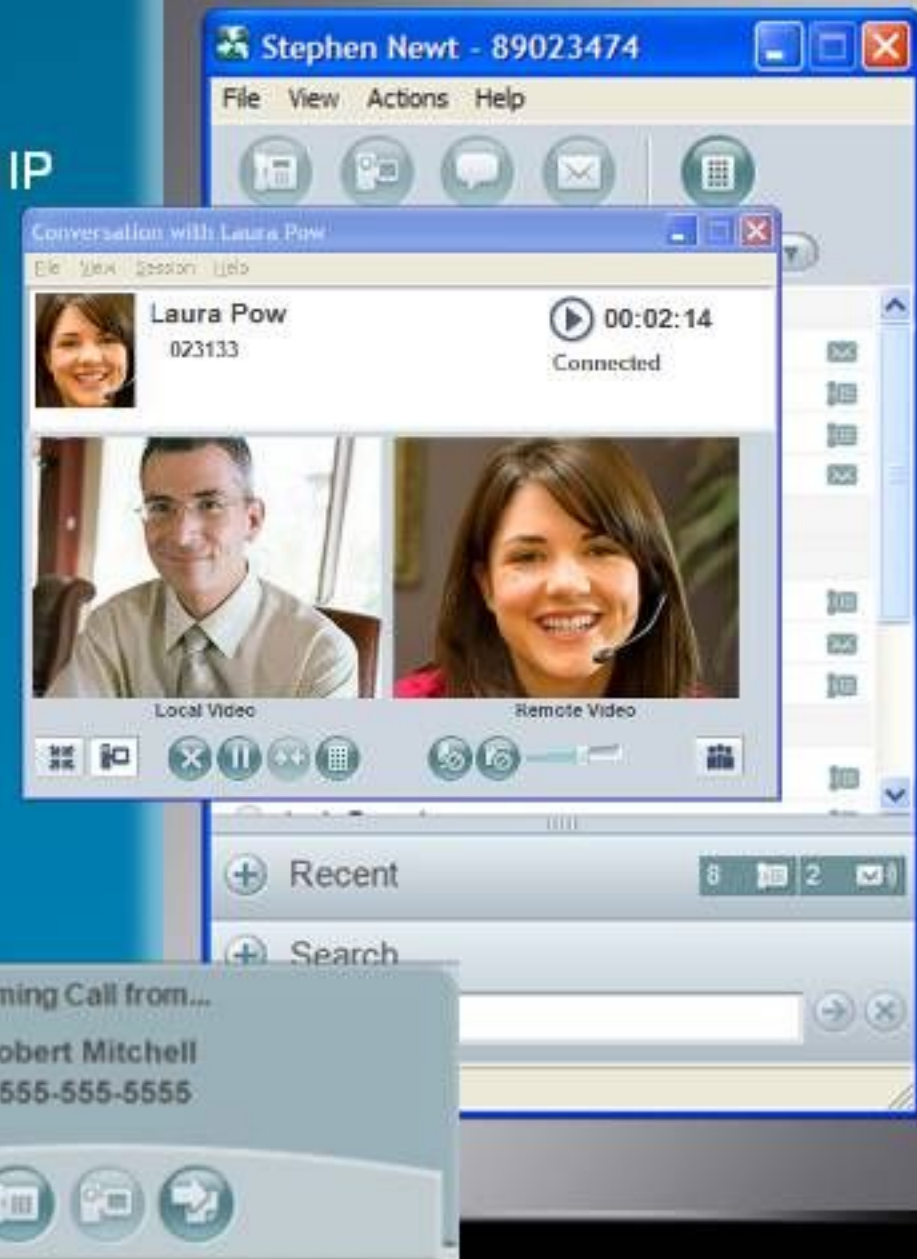 IP
Stephen Newt - 89023474
File View Actions Help
Conversation with Laura Pow
File View Session Help
Laura Pow
023133
00:02:14
Connected
Local Video
Remote Video
Recent
8 2
Search
ming Call from...
obert Mitchell
555-555-5555